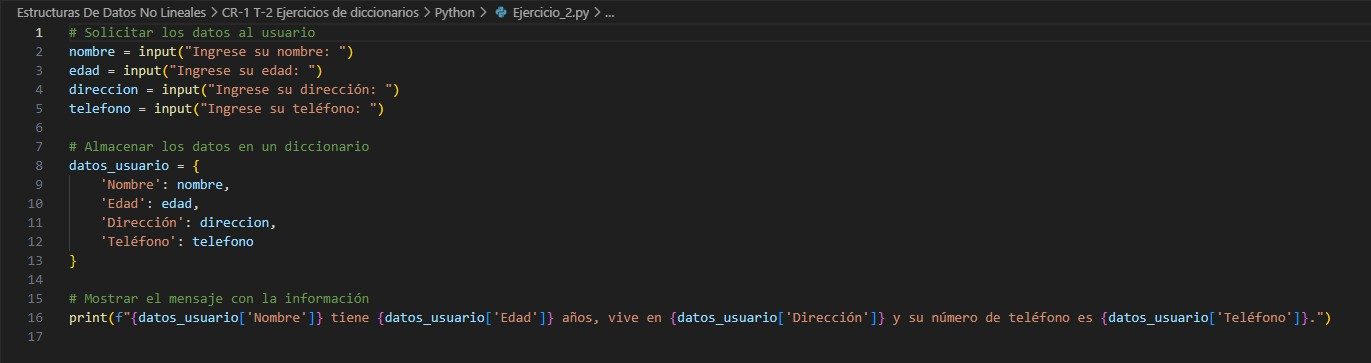 Estructuras De Datos No Lineales > CR-1 T-2 Ejercicios de diccionarios > Python > Ejercicio_2.py > ...
1 # Solicitar los datos al usuario
2 nombre = input("Ingrese su nombre: ")
3 edad = input("Ingrese su edad: ")
4 direccion = input("Ingrese su dirección: ")
5 telefono = input("Ingrese su teléfono: ")
6
7 # Almacenar los datos en un diccionario
8 datos_usuario = {
9     'Nombre': nombre,
10     'Edad': edad,
11     'Dirección': direccion,
12     'Teléfono': telefono
13 }
14
15 # Mostrar el mensaje con la información
16 print(f"{datos_usuario['Nombre']} tiene {datos_usuario['Edad']} años, vive en {datos_usuario['Dirección']} y su número de teléfono es {datos_usuario['Teléfono']}.")
17